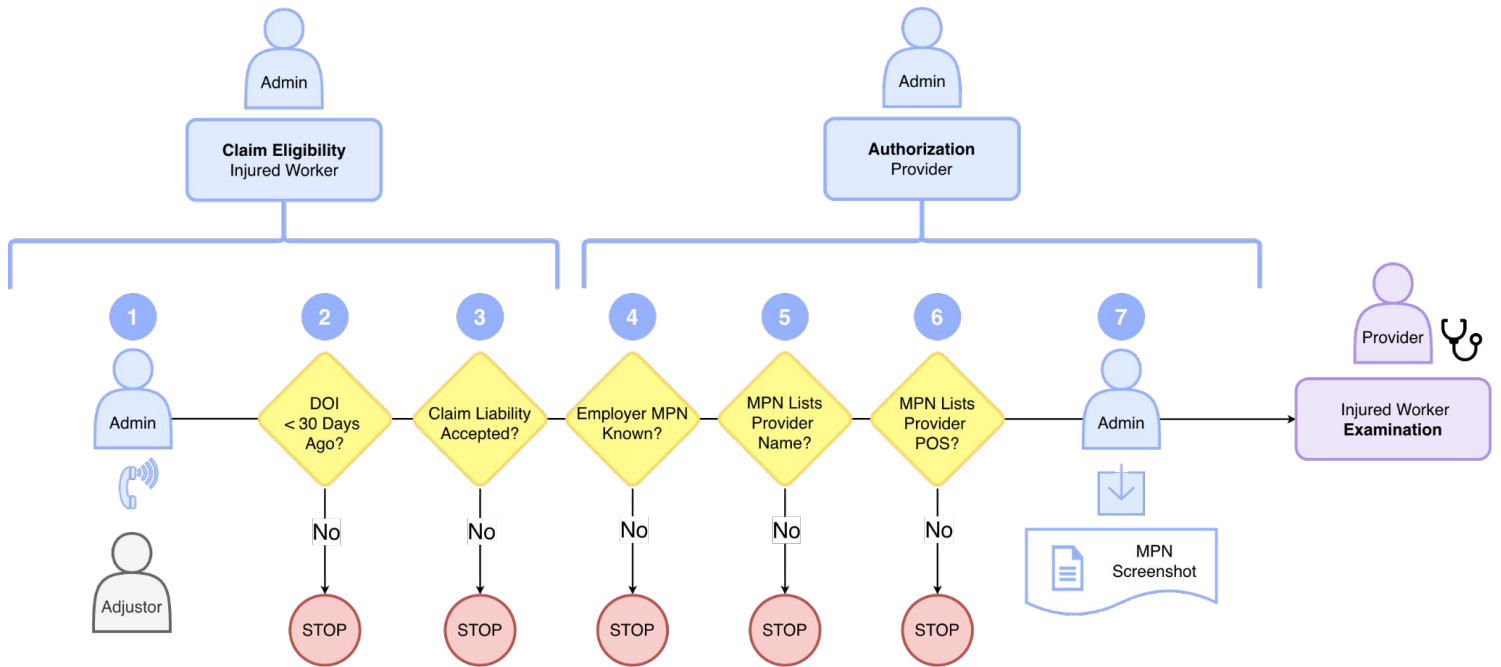 Admin
Claim Eligibility
Injured Worker
Admin
Authorization
Provider
1
2
3
4
5
6
7
Provider
Admin
DOI
< 30 Days
Ago?
Claim Liability
Accepted?
Employer MPN
Known?
MPN Lists
Provider
Name?
MPN Lists
Provider
POS?
Admin
Injured Worker
Examination
No
No
No
No
No
MPN
Screenshot
Adjustor
STOP
STOP
STOP
STOP
STOP